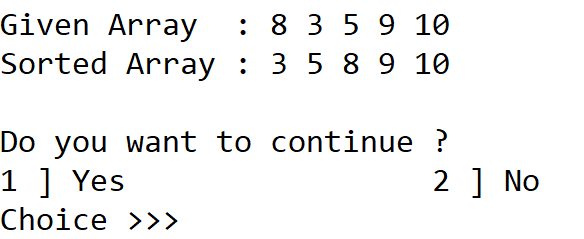 Given Array  : 8 3 5 9 10
Sorted Array : 3 5 8 9 10
Do you want to continue ?
1 ] Yes                 2 ] No
Choice >>>